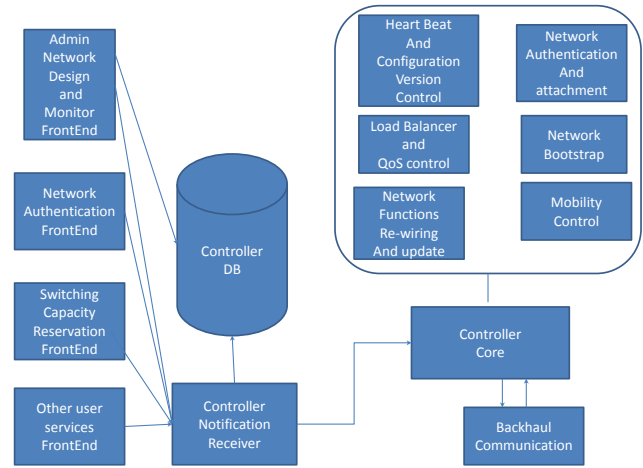 Admin
Network
Design
and
Monitor
FrontEnd
Network
Authentication
FrontEnd
Switching
Capacity
Reservation
FrontEnd
Other user
services
FrontEnd
Controller
DB
Controller
Notification
Receiver
Heart Beat
And
Configuration
Version
Control
Network
Authentication
And
attachment
Load Balancer
and
QoS control
Network
Bootstrap
Network
Functions
Re-wiring
And update
Mobility
Control
Controller
Core
Backhaul
Communication